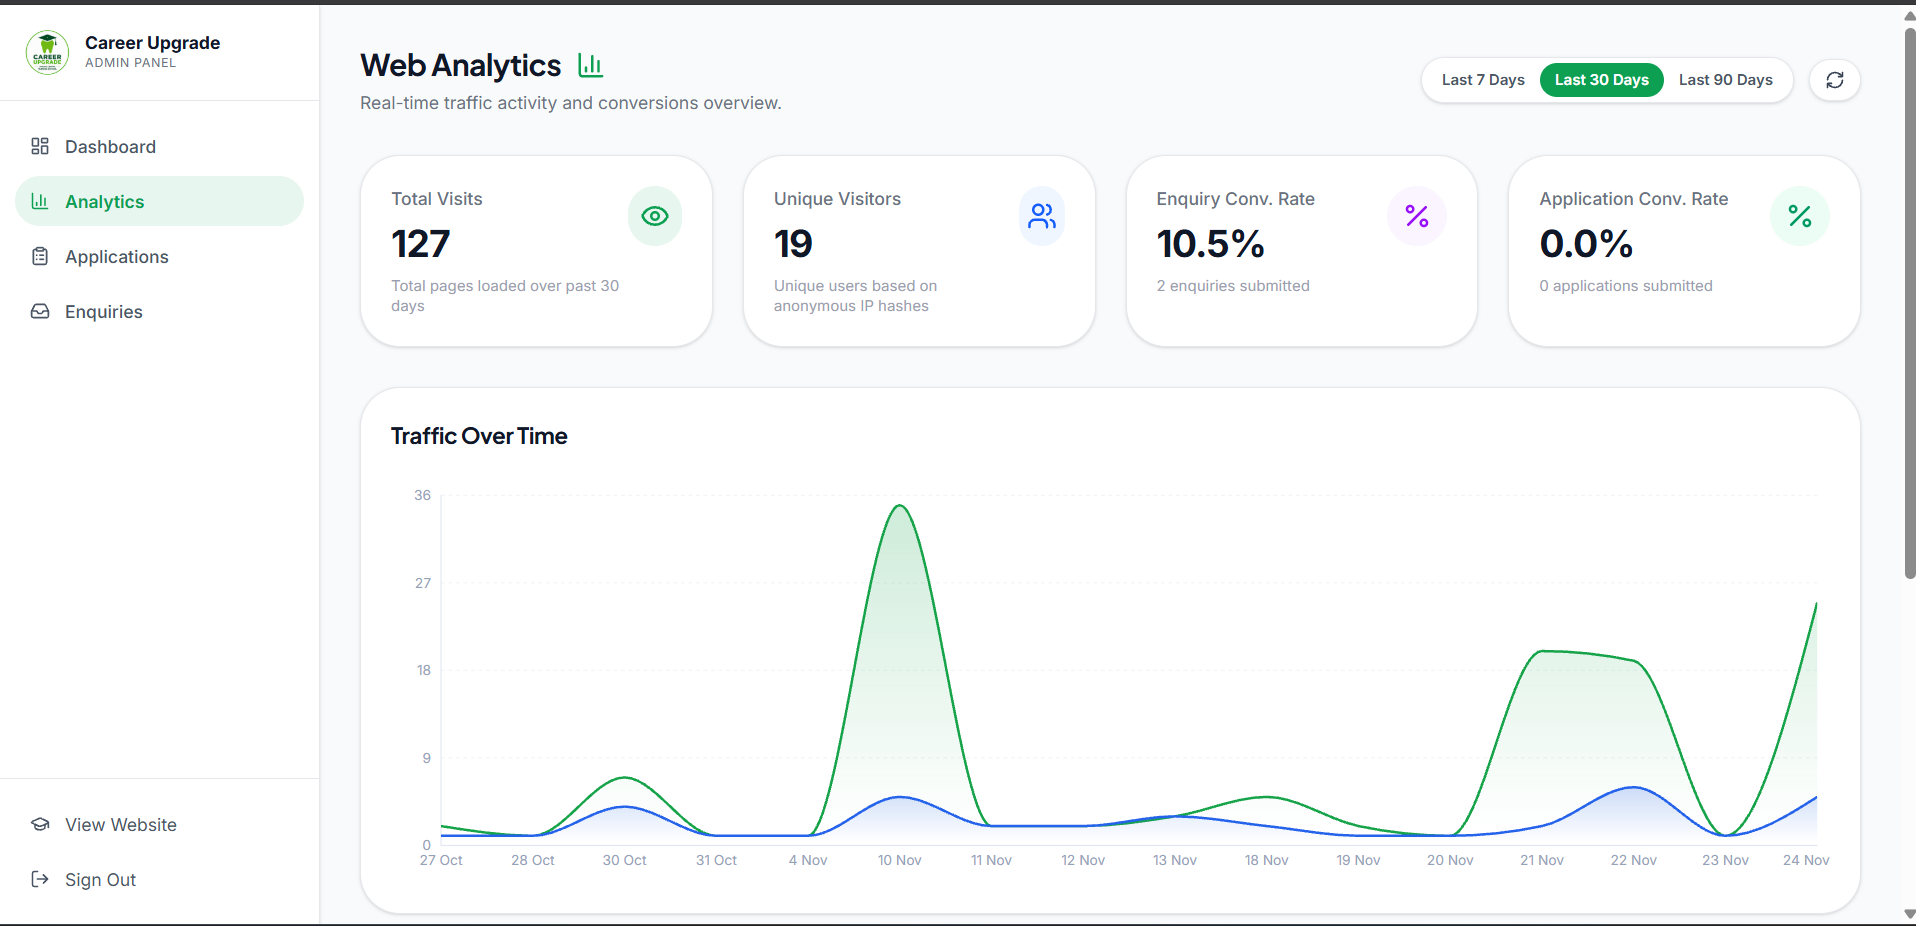 CAREER
UPGRADE
Career Upgrade
ADMIN PANEL
Dashboard
Analytics
Applications
Enquiries
View Website
Sign Out
Web Analytics
Real-time traffic activity and conversions overview.
Last 7 Days
Last 30 Days
Last 90 Days
Total Visits
127
Total pages loaded over past 30
days
Unique Visitors
19
Unique users based on
anonymous IP hashes
Enquiry Conv. Rate
10.5%
2 enquiries submitted
Application Conv. Rate
0.0%
0 applications submitted
Traffic Over Time
36
27
18
9
0
27 Oct 28 Oct 30 Oct 31 Oct 4 Nov 10 Nov 11 Nov 12 Nov 13 Nov 18 Nov 19 Nov 20 Nov 21 Nov 22 Nov 23 Nov 24 Nov